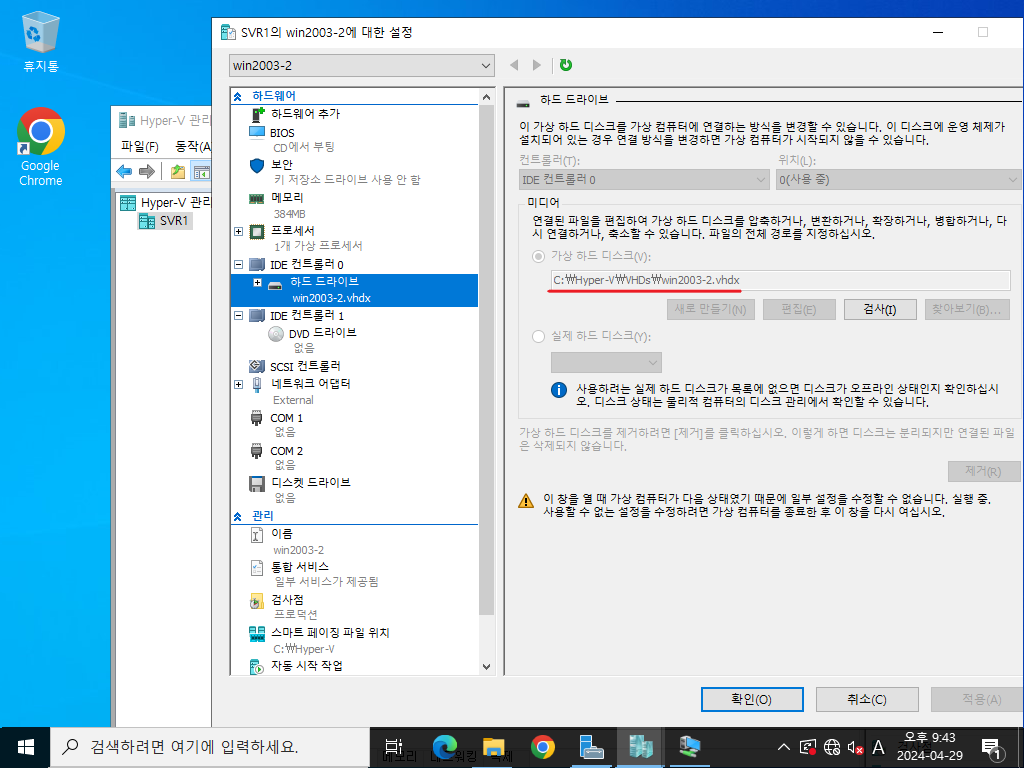 휴지통
Google
Chrome
Hyper-V 관리
파일(F) 동작(A
Hyper-V 관리
SVR1
SVR1의 win2003-2에 대한 설정
win2003-2
하드웨어
하드웨어 추가
BIOS
CD에서 부팅
보안
키 저장소 드라이브 사용 안 함
메모리
384MB
프로세서
1개 가상 프로세서
IDE 컨트롤러 0
하드 드라이브
win2003-2.vhdx
IDE 컨트롤러 1
DVD 드라이브
없음
SCSI 컨트롤러
네트워크 어댑터
External
COM 1
없음
COM 2
없음
디스켓 드라이브
없음
관리
이름
win2003-2
통합 서비스
일부 서비스가 제공됨
검사점
프로덕션
스마트 페이징 파일 위치
C:₩Hyper-V
자동 시작 작업
하드 드라이브
이 가상 하드 디스크를 가상 컴퓨터에 연결하는 방식을 변경할 수 있습니다. 이 디스크에 운영 체제가
설치되어 있는 경우 연결 방식을 변경하면 가상 컴퓨터가 시작되지 않을 수 있습니다.
컨트롤러(T): 위치(L):
IDE 컨트롤러 0 0(사용 중)
미디어
연결된 파일을 편집하여 가상 하드 디스크를 압축하거나, 변환하거나, 확장하거나, 병합하거나, 다
시 연결하거나, 축소할 수 있습니다. 파일의 전체 경로를 지정하십시오.
가상 하드 디스크(V):
C:₩Hyper-V₩VHDs₩win2003-2.vhdx
새로 만들기(N) 편집(E) 검사(I) 찾아보기(B)...
실제 하드 디스크(Y):
사용하려는 실제 하드 디스크가 목록에 없으면 디스크가 오프라인 상태인지 확인하십시
오. 디스크 상태는 물리적 컴퓨터의 디스크 관리에서 확인할 수 있습니다.
가상 하드 디스크를 제거하려면 [제거]를 클릭하십시오. 이렇게 하면 디스크는 분리되지만 연결된 파일
은 삭제되지 않습니다.
제거(R)
이 창을 열 때 가상 컴퓨터가 다음 상태였기 때문에 일부 설정을 수정할 수 없습니다. 실행 중.
사용할 수 없는 설정을 수정하려면 가상 컴퓨터를 종료한 후 이 창을 다시 여십시오.
확인(O) 취소(C) 적용(A)
검색하려면 여기에 입력하세요.
A
오후 9:43
2024-04-29
1